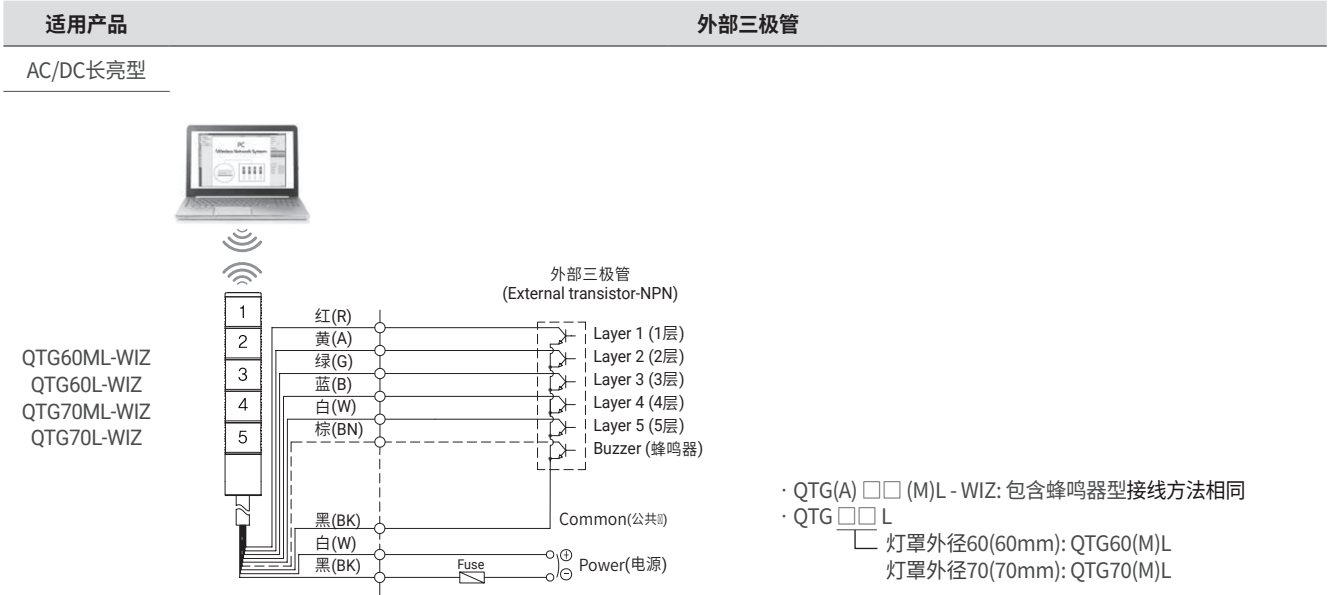 适用产品
外部三极管
AC/DC长亮型
PC
Wireless Network System
外部三极管
(External transistor-NPN)
1
2
3
4
5
红(R)
黄(A)
绿(G)
蓝(B)
白(W)
棕(BN)
Layer 1 (1层)
Layer 2 (2层)
Layer 3 (3层)
Layer 4 (4层)
Layer 5 (5层)
Buzzer (蜂鸣器)
QTG60ML-WIZ
QTG60L-WIZ
QTG70ML-WIZ
QTG70L-WIZ
黑(BK)
Common(公共)
白(W)
黑(BK)
Fuse
Power(电源)
· QTG(A) □□ (M)L - WIZ: 包含蜂鸣器型接线方法相同
· QTG □□ L
灯罩外径60(60mm): QTG60(M)L
灯罩外径70(70mm): QTG70(M)L